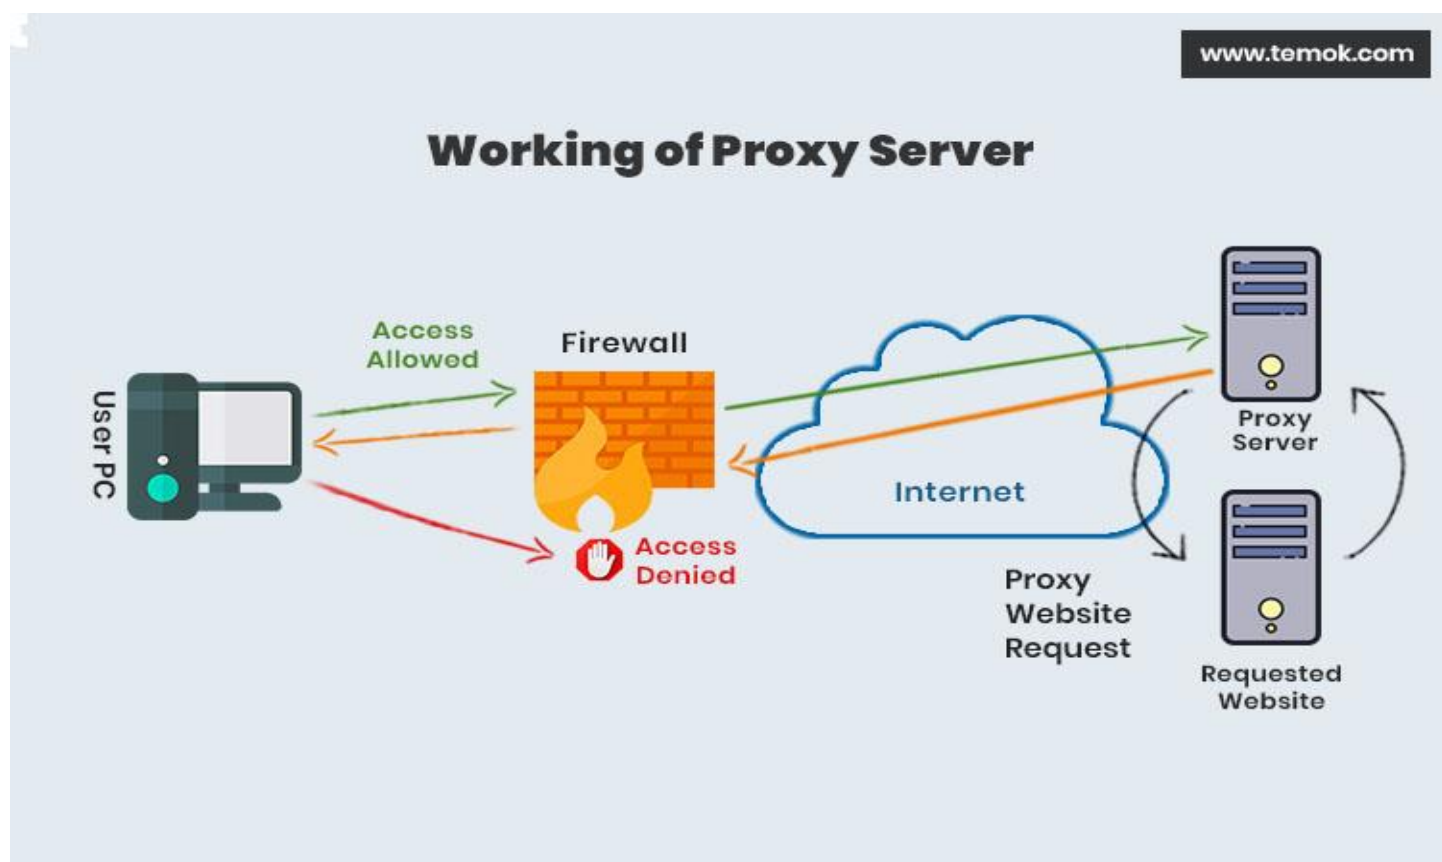 www.temok.com
Working of Proxy Server
Access
Allowed
Firewall
User PC
Internet
Access
Denied
Proxy
Server
Proxy
Website
Request
Requested
Website